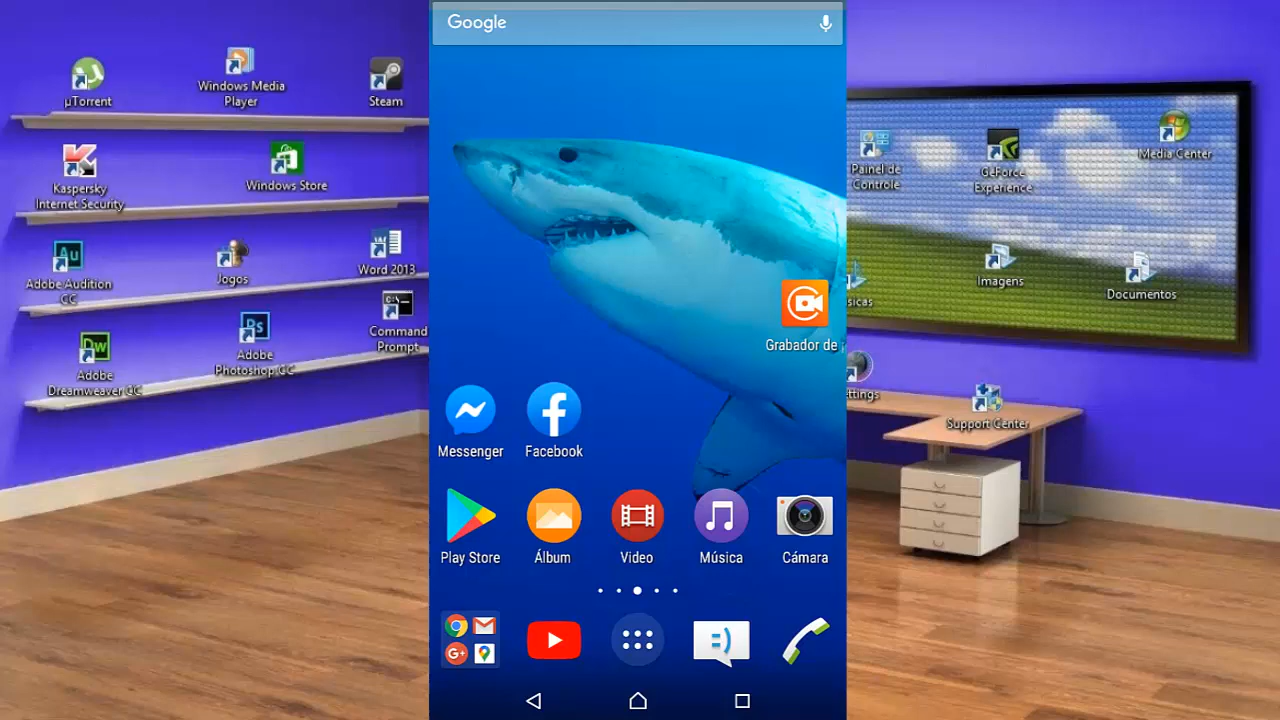 µTorrent
Windows Media
Player
Steam
Kaspersky
Internet Security
Windows Store
Adobe Audition
CC
Jogos
Word 2013
Adobe
Dreamweaver CC
Adobe
Photoshop CC
C:\
Command
Prompt
Google
Grabador de
Messenger
Facebook
Play Store
Álbum
Video
Música
Cámara
Painel de
Controle
GeForce
Experience
Media Center
sicas
Imagens
Documentos
ettings
Support Center